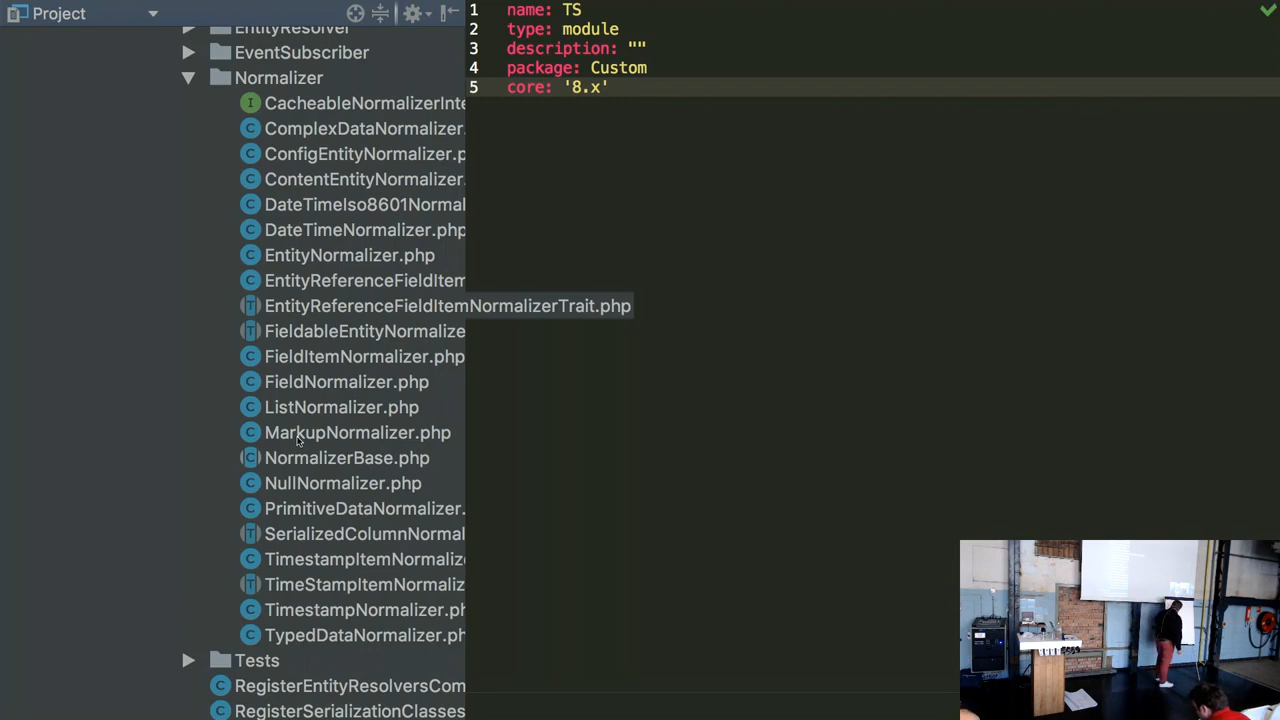 Project
EntityResolver
EventSubscriber
Normalizer
CacheableNormalizerInte
ComplexDataNormalizer.
ConfigEntityNormalizer.p
ContentEntityNormalizer.
DateTimeIso8601Normal
DateTimeNormalizer.php
EntityNormalizer.php
EntityReferenceFieldItem
EntityReferenceFieldItemNormalizerTrait.php
FieldableEntityNormalize
FieldItemNormalizer.php
FieldNormalizer.php
ListNormalizer.php
MarkupNormalizer.php
NormalizerBase.php
NullNormalizer.php
PrimitiveDataNormalizer.
SerializedColumnNormal
TimestampItemNormaliz
TimeStampItemNormaliz
TimestampNormalizer.ph
TypedDataNormalizer.ph
Tests
RegisterEntityResolversCom
RegisterSerializationClasses
1 name: TS
2 type: module
3 description: ""
4 package: Custom
5 core: '8.x'